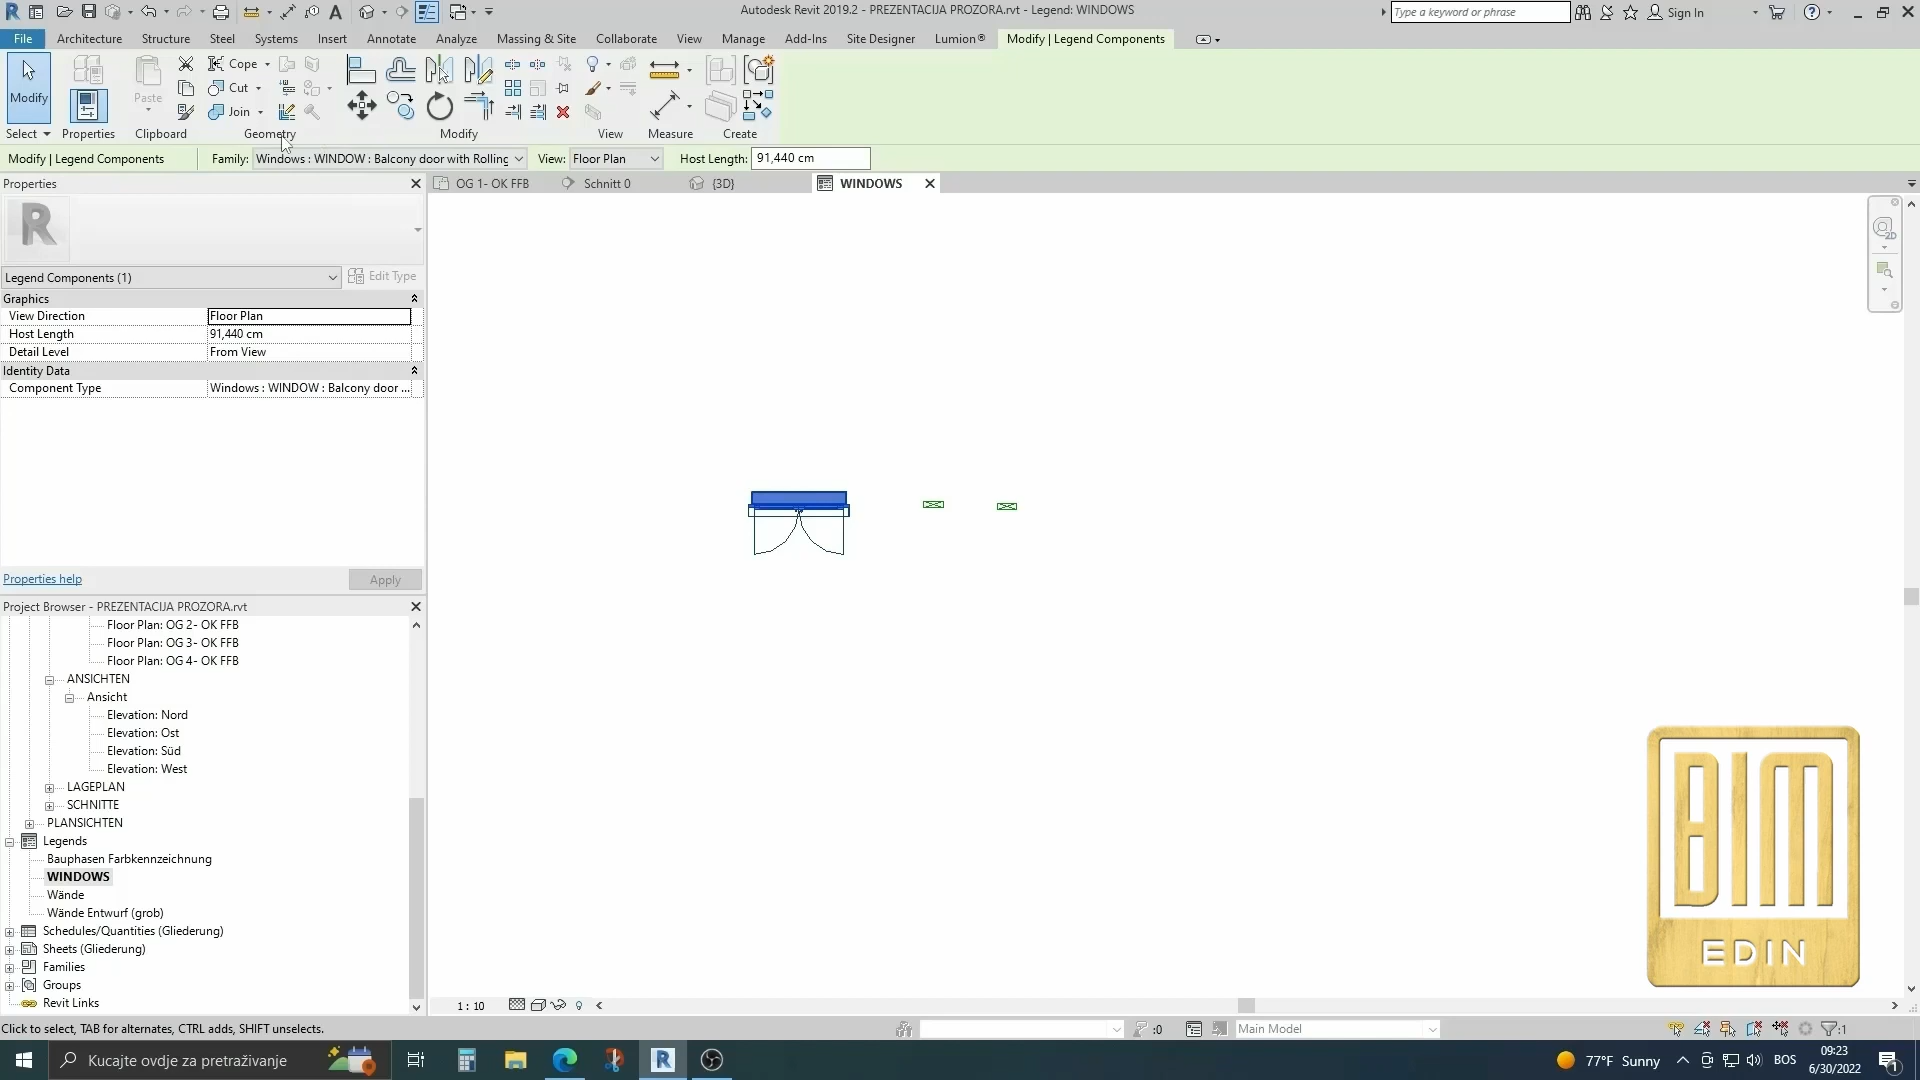 Autodesk Revit 2019.2 - PREZENTACIJA PROZORA.rvt - Legend: WINDOWS
Type a keyword or phrase
Sign In
File Architecture Structure Steel Systems Insert Annotate Analyze Massing & Site Collaborate View Manage Add-Ins Site Designer Lumion® Modify | Legend Components
Modify
Paste
Cope
Cut
Join
Select Properties Clipboard Geometry Modify View Measure Create
Modify | Legend Components Family: Windows : WINDOW : Balcony door with Rolling View: Floor Plan Host Length: 91,440 cm
Properties
OG 1- OK FFB Schnitt 0 {3D} WINDOWS
Legend Components (1) Edit Type
Graphics
View Direction Floor Plan
Host Length 91,440 cm
Detail Level From View
Identity Data
Component Type Windows : WINDOW : Balcony door ...
Properties help Apply
Project Browser - PREZENTACIJA PROZORA.rvt
Floor Plan: OG 2- OK FFB
Floor Plan: OG 3- OK FFB
Floor Plan: OG 4- OK FFB
ANSICHTEN
Ansicht
Elevation: Nord
Elevation: Ost
Elevation: Süd
Elevation: West
LAGEPLAN
SCHNITTE
PLANSICHTEN
Legends
Bauphasen Farbkennzeichnung
WINDOWS
Wände
Wände Entwurf (grob)
Schedules/Quantities (Gliederung)
Sheets (Gliederung)
Families
Groups
Revit Links
2D
BIM
EDIN
1 : 10
Click to select, TAB for alternates, CTRL adds, SHIFT unselects.
:0
Main Model
:1
Kucajte ovdje za pretraživanje
77°F Sunny
BOS
09:23
6/30/2022
1